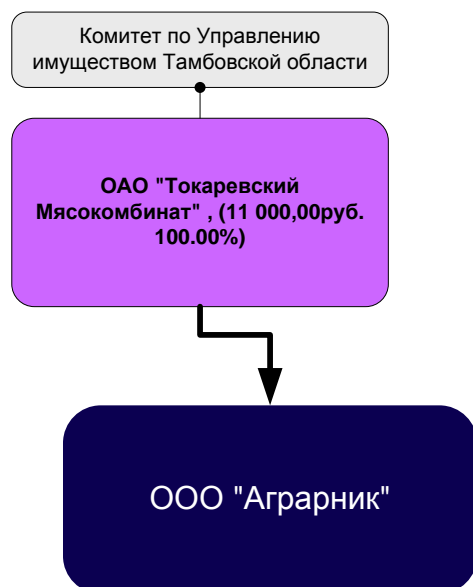 Комитет по Управлению
имуществом Тамбовской области
ОАО "Токаревский
Мясокомбинат" , (11 000,00руб.
100.00%)
ООО "Аграрник"